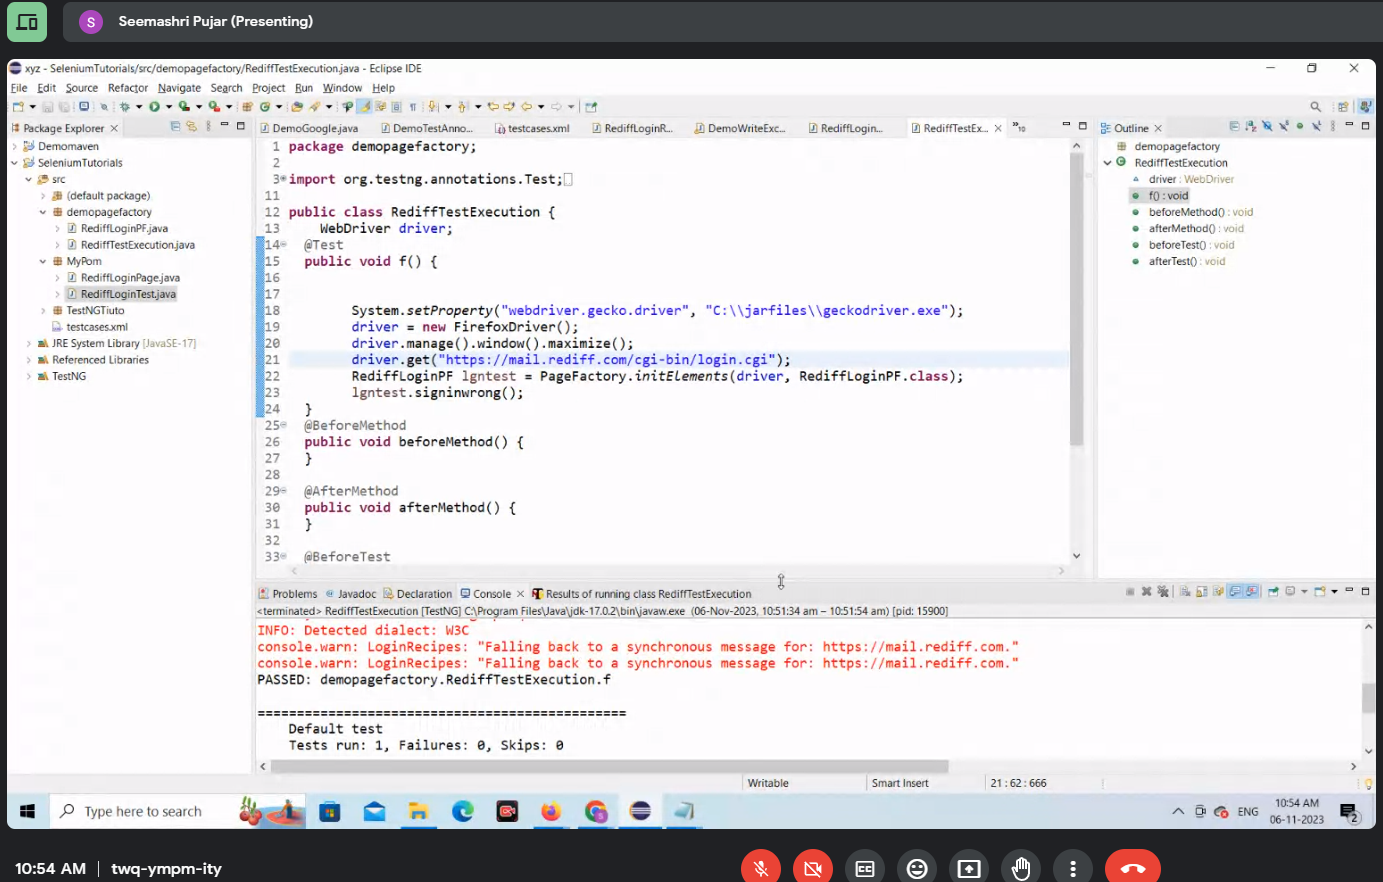 S Seemashri Pujar (Presenting)
xyz - SeleniumTutorials/src/demopagefactory/RediffTestExecution.java - Eclipse IDE
File Edit Source Refactor Navigate Search Project Run Window Help
Package Explorer
DemoGoogle.java DemoTestAnno... testcases.xml RediffLoginR... DemoWriteExc... RediffLogin... RediffTestEx... »10
Outline
Demomaven
SeleniumTutorials
src
(default package)
demopagefactory
RediffLoginPF.java
RediffTestExecution.java
MyPom
RediffLoginPage.java
RediffLoginTest.java
TestNGTiuto
testcases.xml
JRE System Library [JavaSE-17]
Referenced Libraries
TestNG
1 package demopagefactory;
2
3 import org.testng.annotations.Test;
11
12 public class RediffTestExecution {
13 WebDriver driver;
14 @Test
15 public void f() {
16
17
18 System.setProperty("webdriver.gecko.driver", "C:\\jarfiles\\geckodriver.exe");
19 driver = new FirefoxDriver();
20 driver.manage().window().maximize();
21 driver.get("https://mail.rediff.com/cgi-bin/login.cgi");
22 RediffLoginPF lgntest = PageFactory.initElements(driver, RediffLoginPF.class);
23 lgntest.signinwrong();
24 }
25 @BeforeMethod
26 public void beforeMethod() {
27 }
28
29 @AfterMethod
30 public void afterMethod() {
31 }
32
33 @BeforeTest
demopagefactory
RediffTestExecution
driver : WebDriver
f() : void
beforeMethod() : void
afterMethod() : void
beforeTest() : void
afterTest() : void
Problems Javadoc Declaration Console Results of running class RediffTestExecution
<terminated> RediffTestExecution [TestNG] C:\Program Files\Java\jdk-17.0.2\bin\javaw.exe (06-Nov-2023, 10:51:34 am – 10:51:54 am) [pid: 15900]
INFO: Detected dialect: W3C
console.warn: LoginRecipes: "Falling back to a synchronous message for: https://mail.rediff.com."
console.warn: LoginRecipes: "Falling back to a synchronous message for: https://mail.rediff.com."
PASSED: demopagefactory.RediffTestExecution.f
===============================================
Default test
Tests run: 1, Failures: 0, Skips: 0
Writable Smart Insert 21 : 62 : 666
Type here to search
ENG
10:54 AM
06-11-2023
2
10:54 AM | twq-ympm-ity